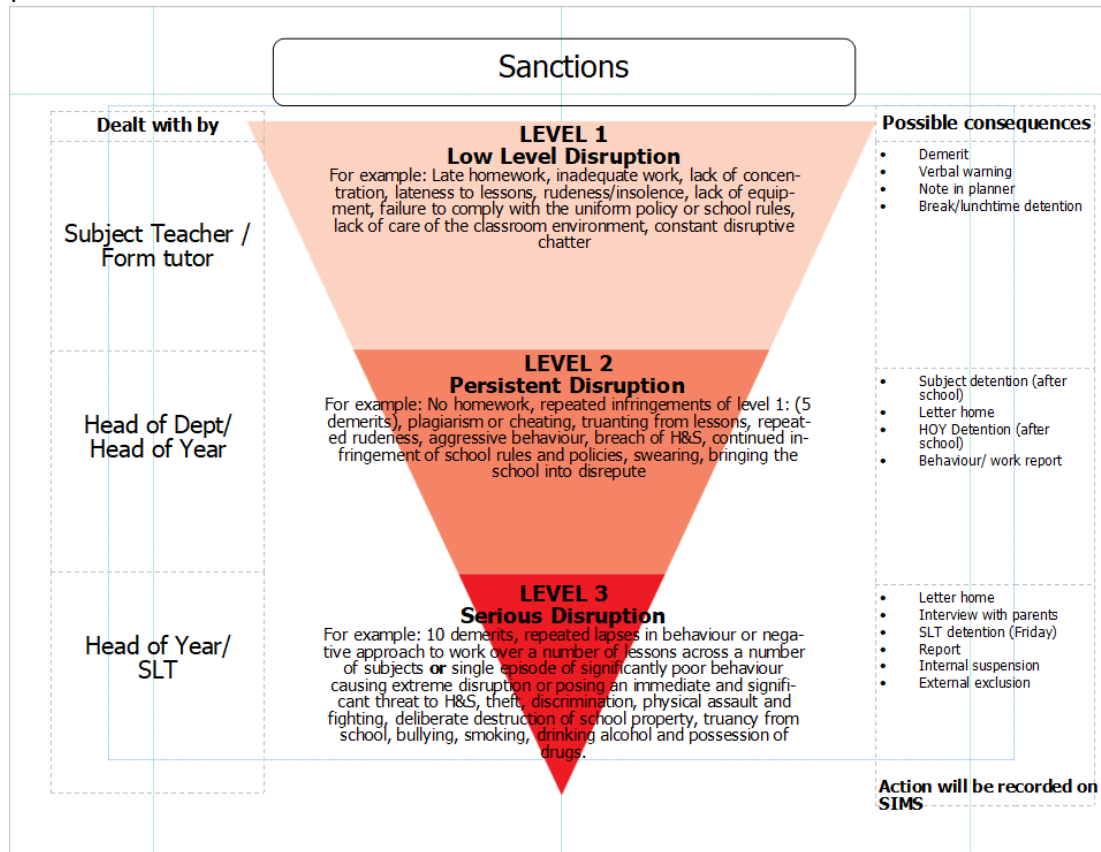 Sanctions
Dealt with by
Subject Teacher /
Form tutor
Head of Dept/
Head of Year
Head of Year/
SLT
LEVEL 1
Low Level Disruption
For example: Late homework, inadequate work, lack of concen-
tration, lateness to lessons, rudeness/insolence, lack of equip-
ment, failure to comply with the uniform policy or school rules,
lack of care of the classroom environment, constant disruptive
chatter
LEVEL 2
Persistent Disruption
For example: No homework, repeated infringements of level 1: (5
demerits), plagiarism or cheating, truanting from lessons, repeat-
ed rudeness, aggressive behaviour, breach of H&S, continued in-
fringement of school rules and policies, swearing, bringing the
school into disrepute
LEVEL 3
Serious Disruption
For example: 10 demerits, repeated lapses in behaviour or nega-
tive approach to work over a number of lessons across a number
of subjects or single episode of significantly poor behaviour
causing extreme disruption or posing an immediate and signifi-
cant threat to H&S, theft, discrimination, physical assault and
fighting, deliberate destruction of school property, truancy from
school, bullying, smoking, drinking alcohol and possession of
drugs.
Possible consequences
• Demerit
• Verbal warning
• Note in planner
• Break/lunchtime detention
• Subject detention (after
school)
• Letter home
• HOY Detention (after
school)
• Behaviour/ work report
• Letter home
• Interview with parents
• SLT detention (Friday)
• Report
• Internal suspension
• External exclusion
Action will be recorded on
SIMS